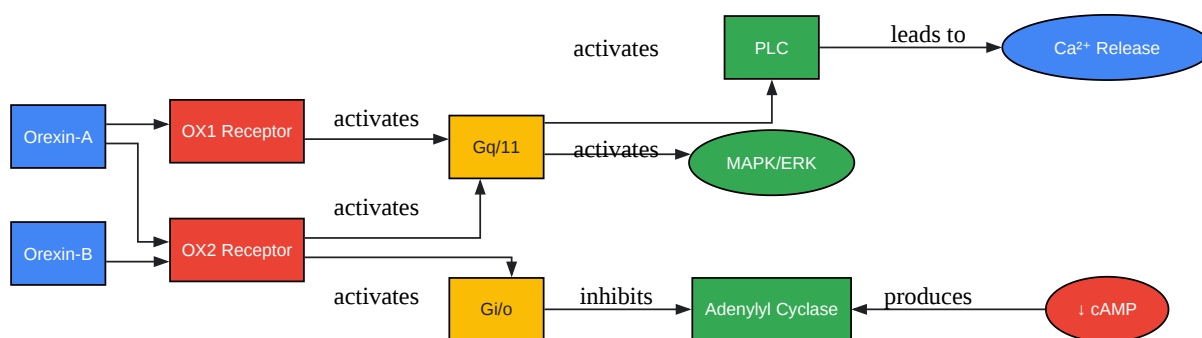 activates
PLC
leads to
Ca²⁺ Release
Orexin-A
OX1 Receptor
activates
Gq/11
activates
MAPK/ERK
activates
Orexin-B
OX2 Receptor
activates
Gi/o
inhibits
Adenylyl Cyclase
produces
↓ cAMP